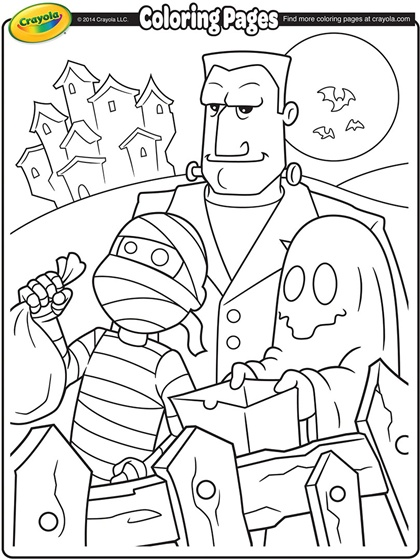 Crayola
© 2014 Crayola LLC.
Coloring Pages
Find more coloring pages at crayola.com